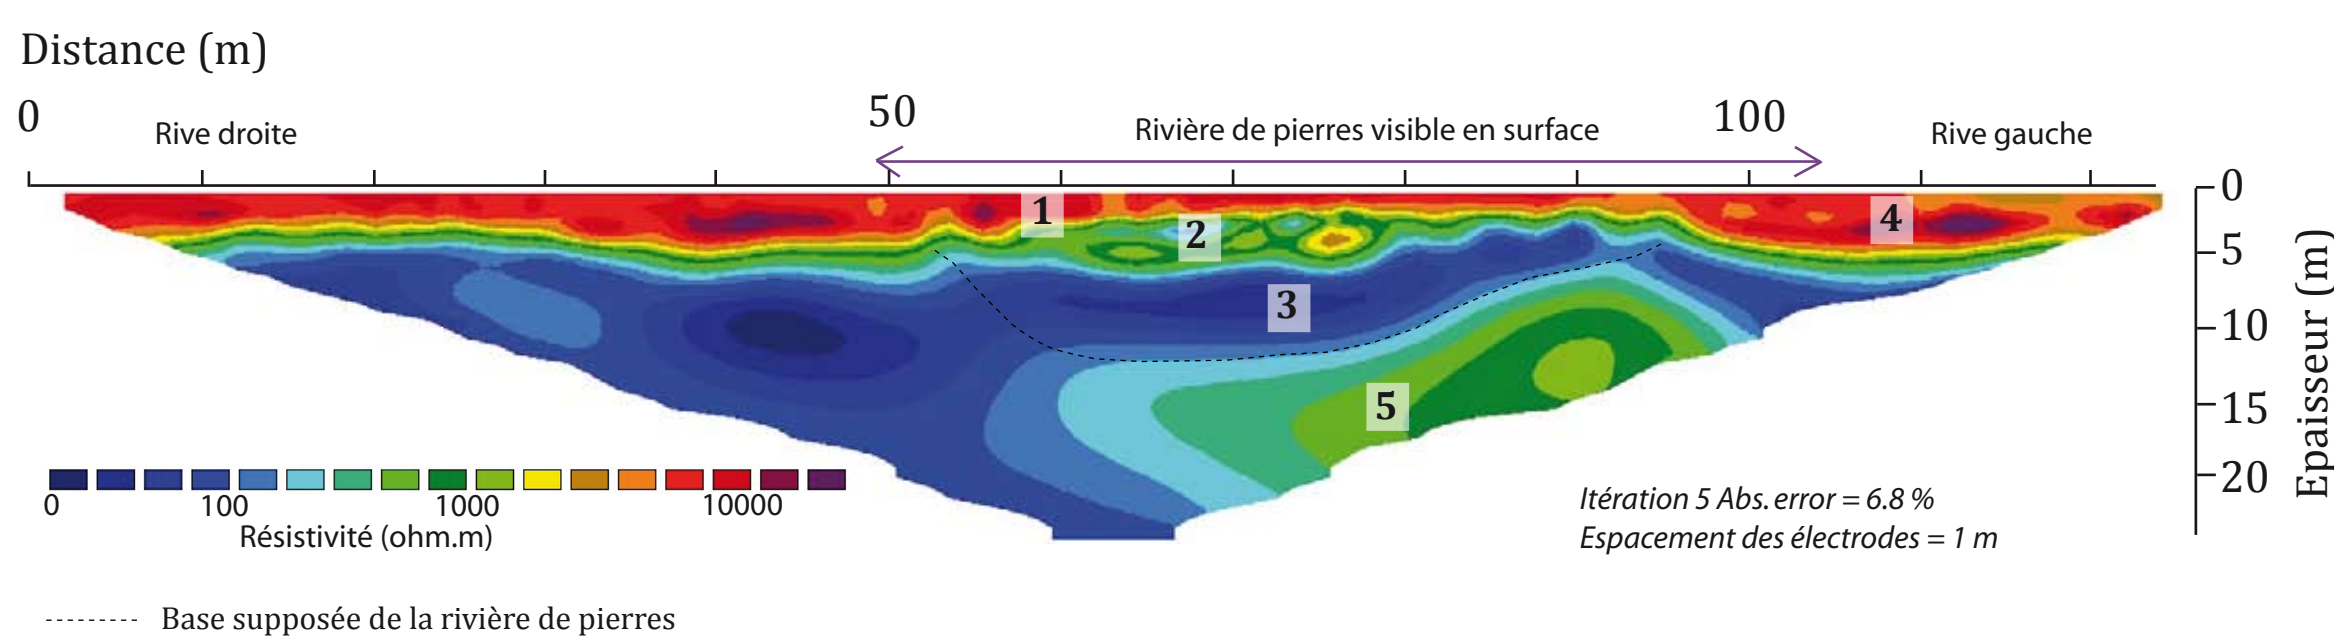 Distance (m)
0
50
100
Rive droite
Rivière de pierres visible en surface
Rive gauche
0
5
10
15
20
Epaisseur (m)
1
2
3
4
5
0
100
1000
10000
Résistivité (ohm.m)
Itération 5 Abs. error = 6.8 %
Espacement des électrodes = 1 m
Base supposée de la rivière de pierres